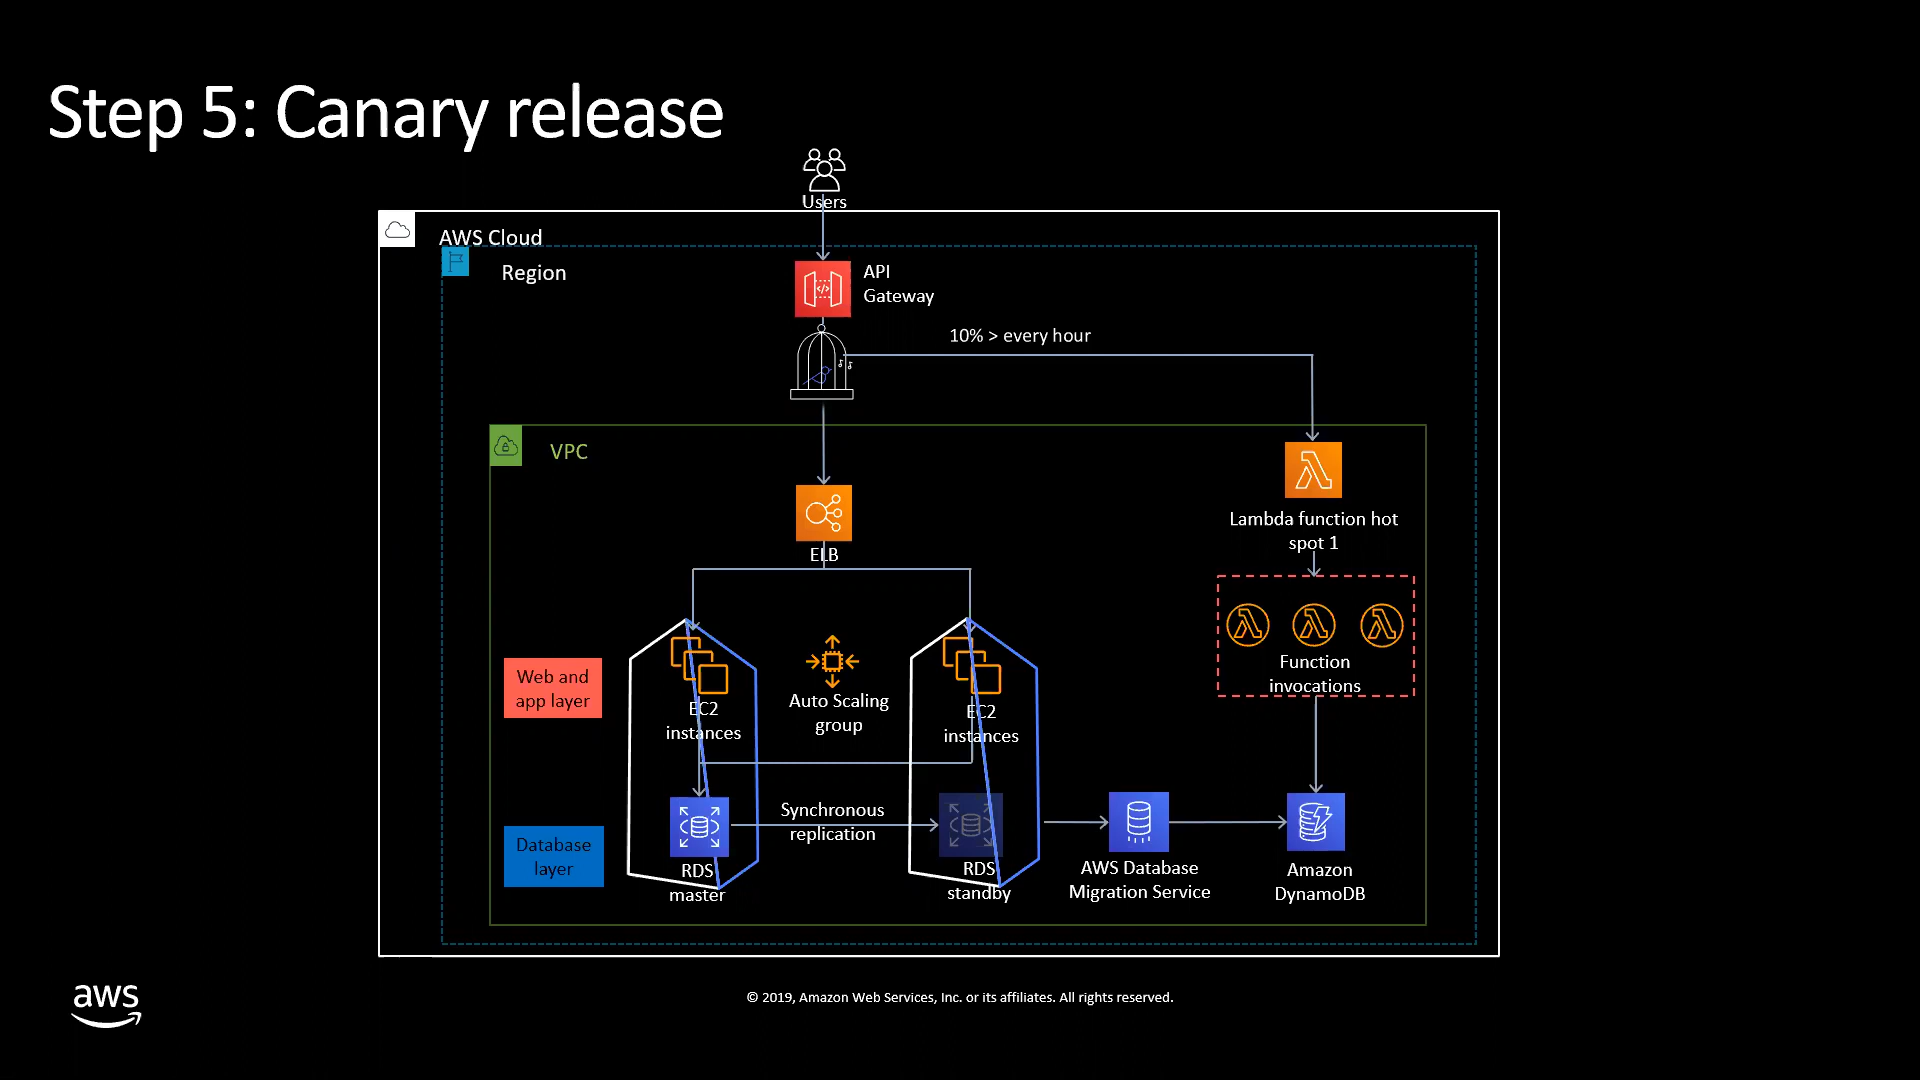 Step 5: Canary release
Users
AWS Cloud
Region
API
Gateway
10% > every hour
VPC
ELB
Lambda function hot
spot 1
Function
invocations
Web and
app layer
EC2
instances
Auto Scaling
group
EC2
instances
Database
layer
RDS
master
Synchronous
replication
RDS
standby
AWS Database
Migration Service
Amazon
DynamoDB
aws
© 2019, Amazon Web Services, Inc. or its affiliates. All rights reserved.